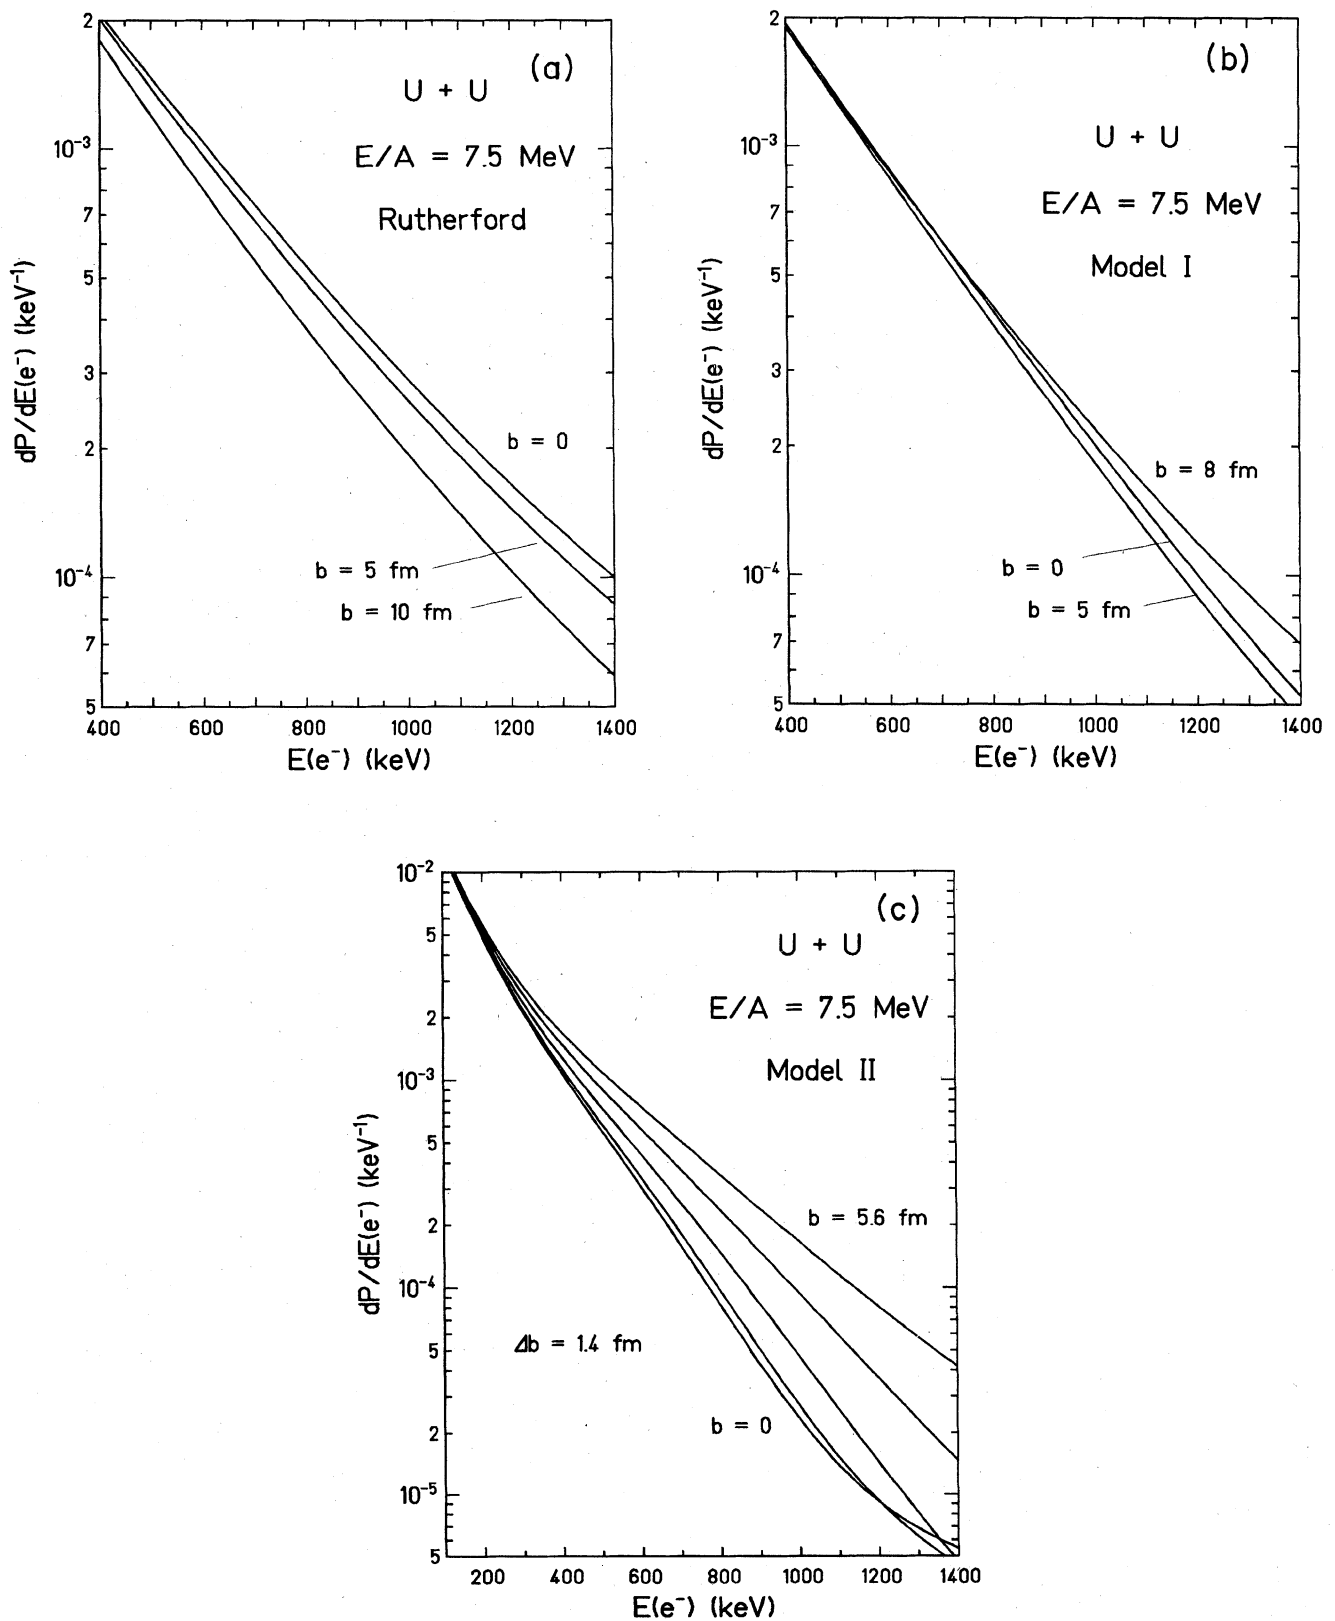 (a)
U + U
E/A = 7.5 MeV
Rutherford
dP/dE(e⁻) (keV⁻¹)
2
10⁻³
7
5
3
2
10⁻⁴
7
5
b = 0
b = 5 fm
b = 10 fm
400 600 800 1000 1200 1400
E(e⁻) (keV)
(b)
U + U
E/A = 7.5 MeV
Model I
dP/dE(e⁻) (keV⁻¹)
2
10⁻³
7
5
3
2
10⁻⁴
7
5
b = 8 fm
b = 0
b = 5 fm
400 600 800 1000 1200 1400
E(e⁻) (keV)
(c)
U + U
E/A = 7.5 MeV
Model II
dP/dE(e⁻) (keV⁻¹)
10⁻²
5
2
10⁻³
5
2
10⁻⁴
5
2
10⁻⁵
5
b = 5.6 fm
Δb = 1.4 fm
b = 0
200 400 600 800 1000 1200 1400
E(e⁻) (keV)